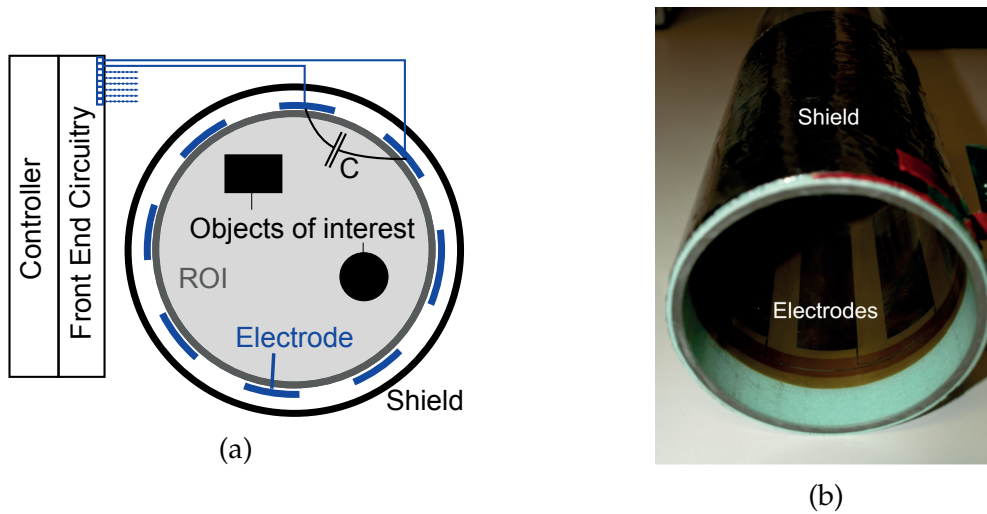 Controller
Front End Circuitry
C
Objects of interest
ROI
Electrode
Shield
(a)
Shield
Electrodes
(b)